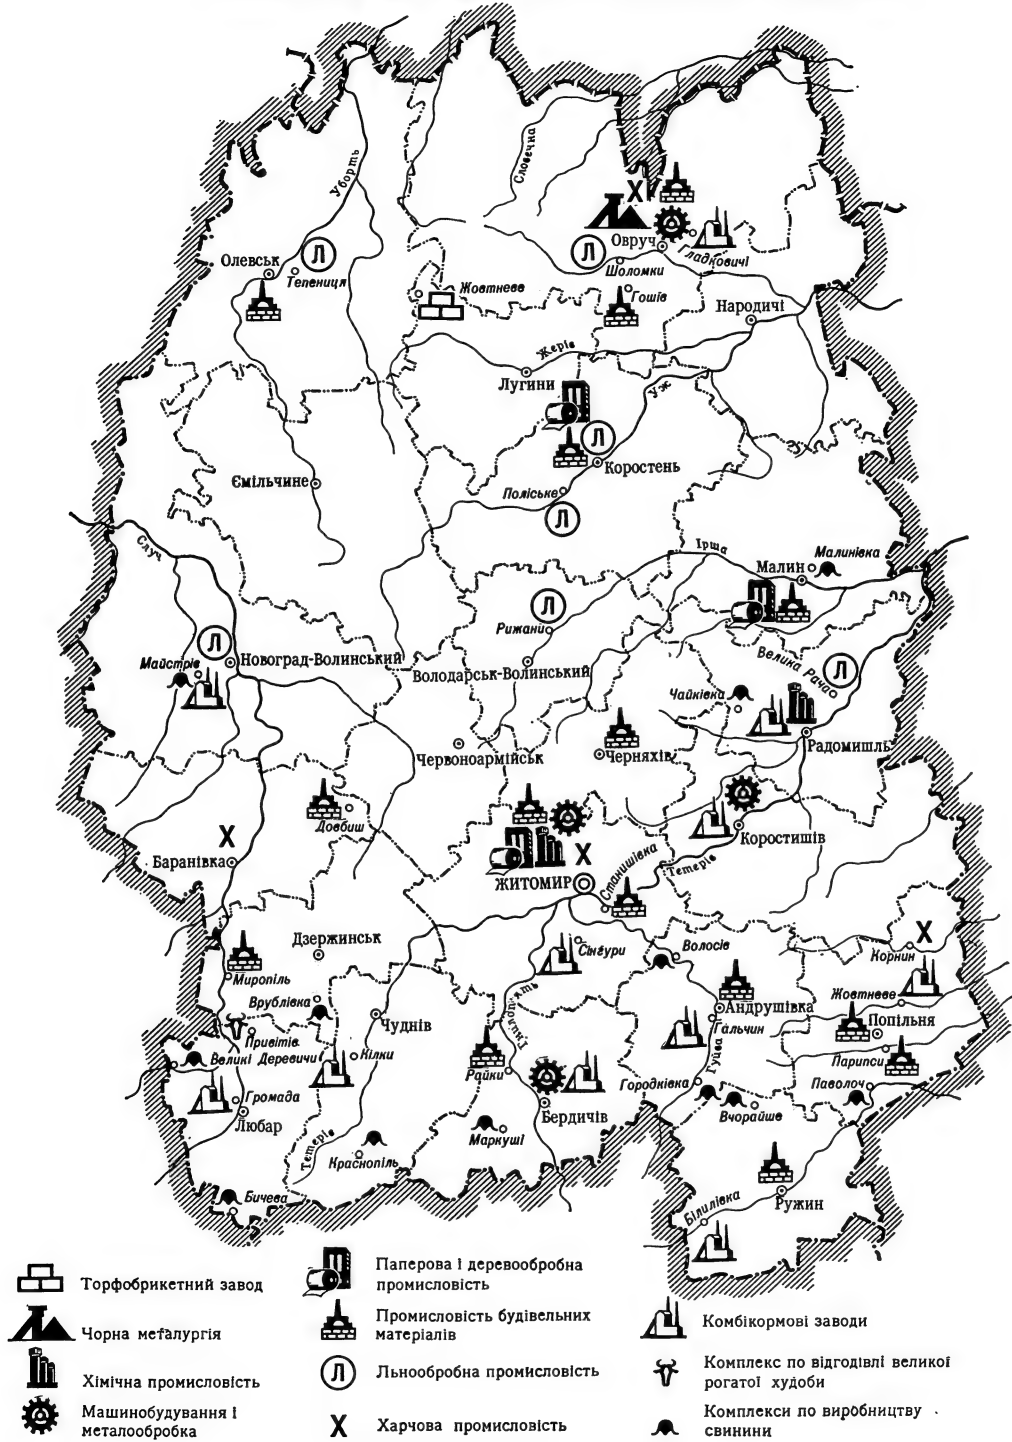 Словечна
Уборть
Х
Овруч
Гладковичі
Л
Л
Шоломки
Олевськ
Тепениця
Жовтневе
Гошів
Народичі
Жерів
Лугини
Уж
Л
Коростень
Ємільчине
Поліське
Л
Случ
Ірша
Малинівка
Малин
Л
Рижани
Л
Новоград-Волинський
Майстрів
Володарськ-Волинський
Велика Рача
Л
Чайківка
Радомишль
Червоноармійськ
Черняхів
Довбиш
Х
Баранівка
Х
Коростишів
Станишівка
Тетерів
ЖИТОМИР
Дзержинськ
Сінгури
Волосів
Х
Корнин
Миропіль
Гнилоп'ять
Жовтневе
Врублівка
Чуднів
Андрушівка
Гальчин
Попільня
Привітів
Великі Деревичи
Кілки
Райки
Гуйва
Парипси
Городківка
Паволоч
Громада
Любар
Бердичів
Вчорайше
Тетерів
Маркуші
Краснопіль
Бичева
Ружин
Білилівка
Торфобрикетний завод
Чорна металургія
Хімічна промисловість
Машинобудування і
металообробка
Паперова і деревообробна
промисловість
Промисловість будівельних
матеріалів
Л
Льнообробна промисловість
Х
Харчова промисловість
Комбікормові заводи
Комплекс по відгодівлі великої
рогатої худоби
Комплекси по виробництву
свинини